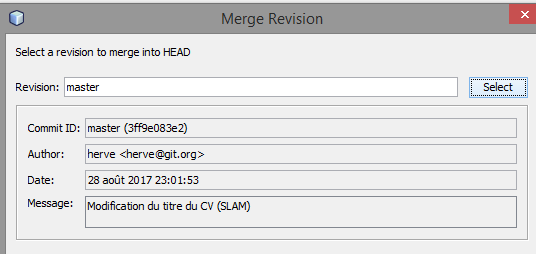 Merge Revision
Select a revision to merge into HEAD
Revision: master Select
Commit ID: master (3ff9e083e2)
Author: herve <herve@git.org>
Date: 28 août 2017 23:01:53
Message: Modification du titre du CV (SLAM)